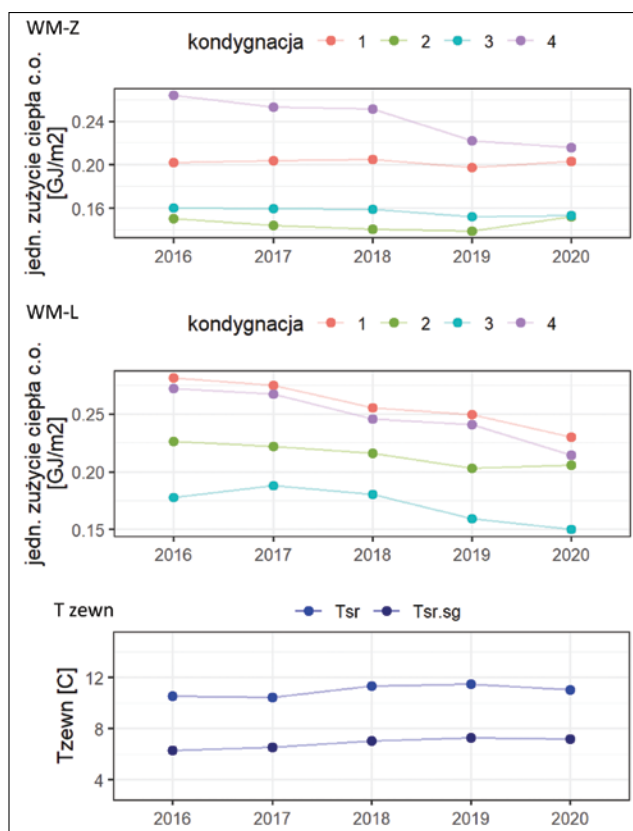 WM-Z
kondygnacja 1 2 3 4
jedn. zużycie ciepła c.o.
[GJ/m2]
0.24
0.20
0.16
2016 2017 2018 2019 2020
WM-L
kondygnacja 1 2 3 4
jedn. zużycie ciepła c.o.
[GJ/m2]
0.25
0.20
0.15
2016 2017 2018 2019 2020
T zewn
Tsr Tsr.sg
Tzewn [C]
12
8
4
2016 2017 2018 2019 2020